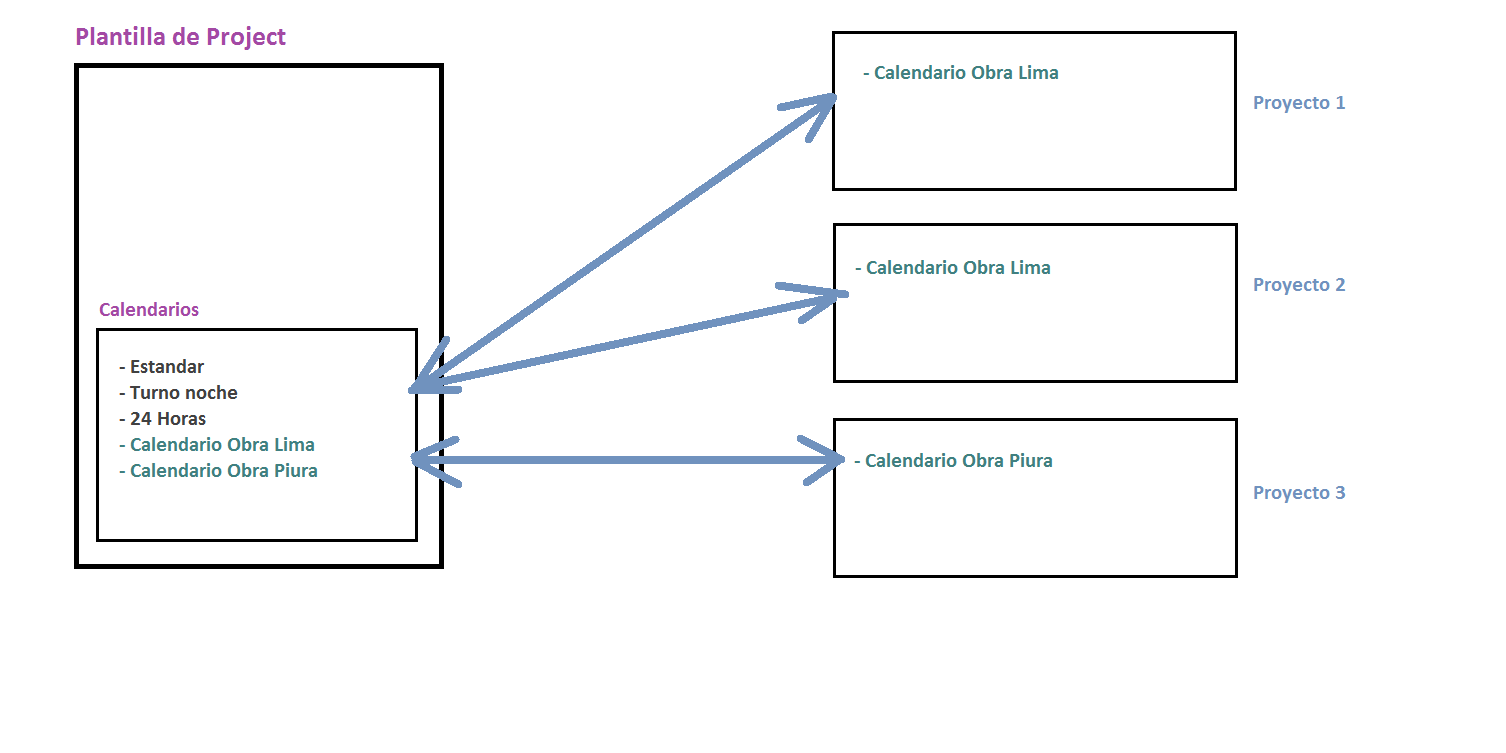 Plantilla de Project
Calendarios
- Estandar
- Turno noche
- 24 Horas
- Calendario Obra Lima
- Calendario Obra Piura
- Calendario Obra Lima
Proyecto 1
- Calendario Obra Lima
Proyecto 2
- Calendario Obra Piura
Proyecto 3